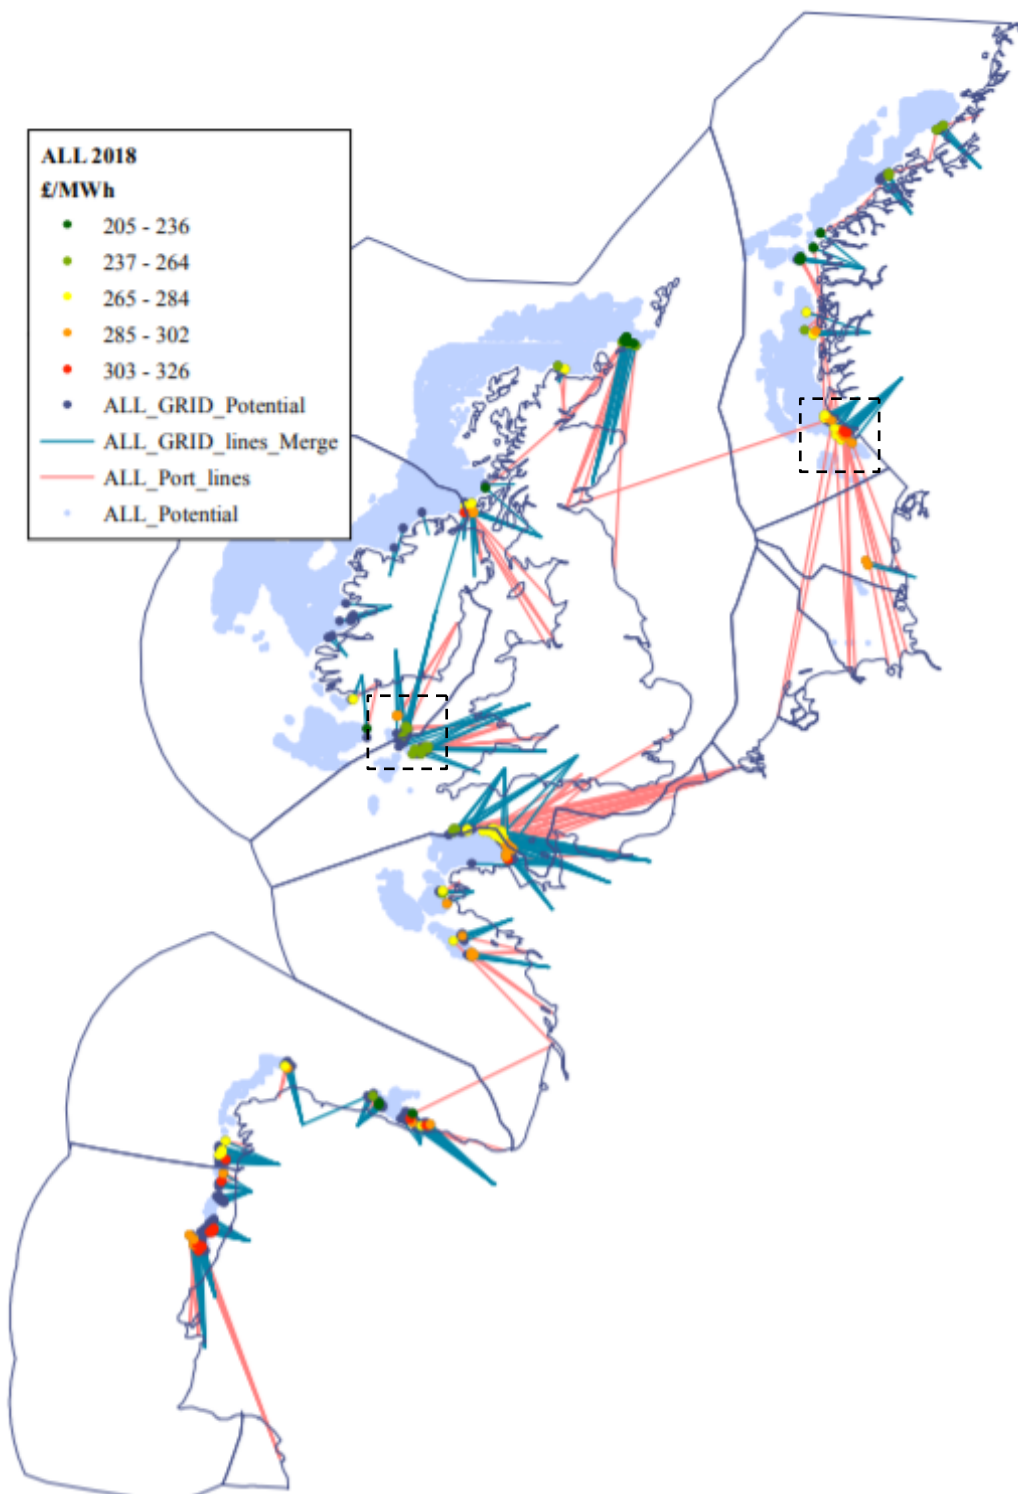 ALL 2018
£/MWh
205 - 236
237 - 264
265 - 284
285 - 302
303 - 326
ALL_GRID_Potential
ALL_GRID_lines_Merge
ALL_Port_lines
ALL_Potential